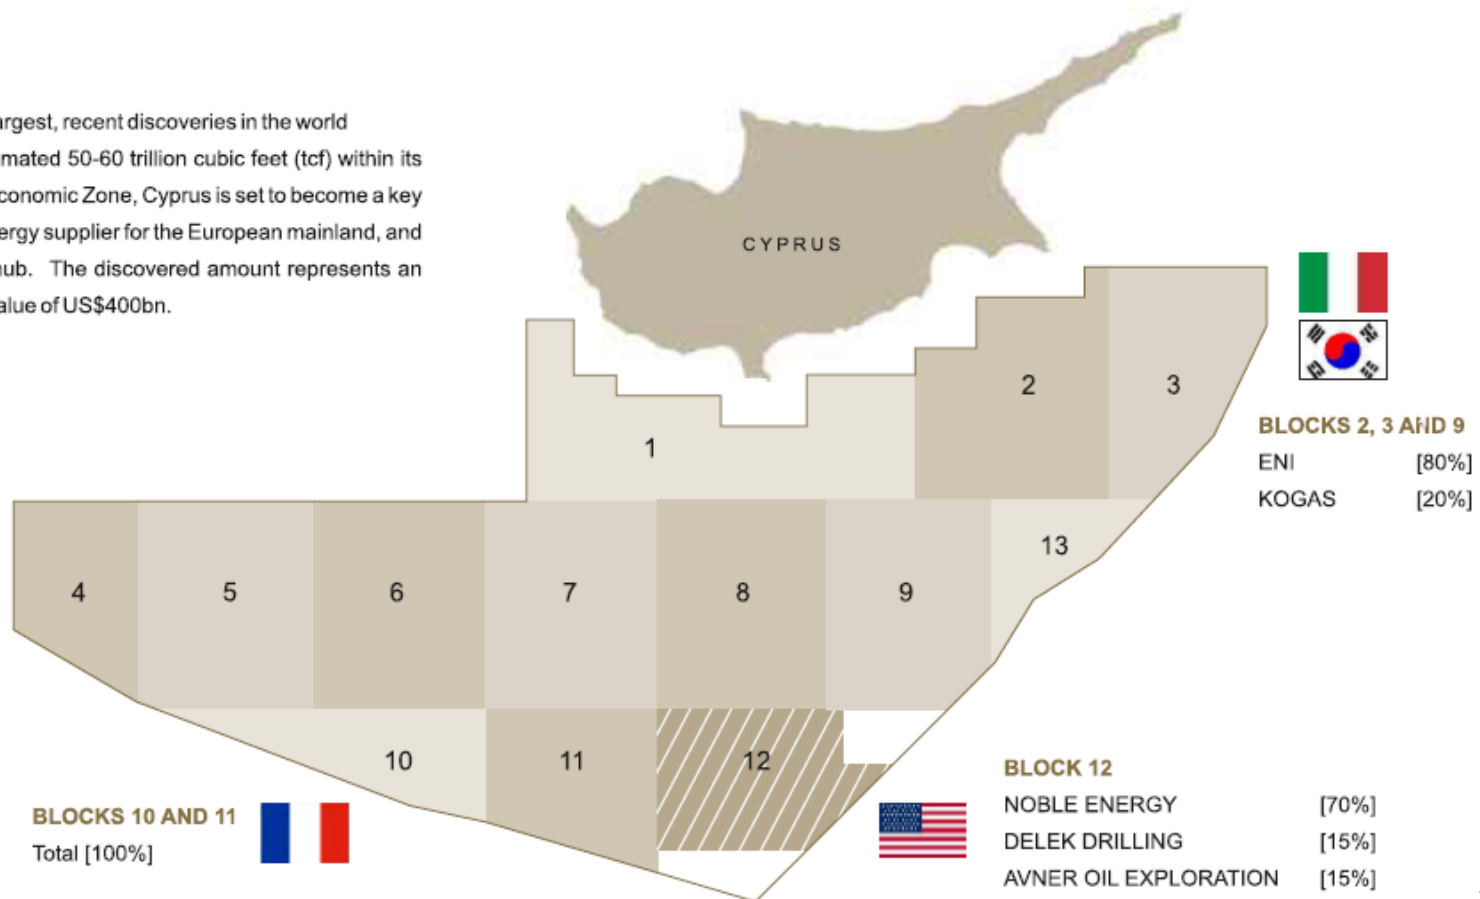 argest, recent discoveries in the world
mated 50-60 trillion cubic feet (tcf) within its
conomic Zone, Cyprus is set to become a key
ergy supplier for the European mainland, and
ub. The discovered amount represents an
alue of US$400bn.
CYPRUS
1
2
3
4
5
6
7
8
9
13
10
11
12
BLOCKS 2, 3 AND 9
ENI [80%]
KOGAS [20%]
BLOCKS 10 AND 11
Total [100%]
BLOCK 12
NOBLE ENERGY [70%]
DELEK DRILLING [15%]
AVNER OIL EXPLORATION [15%]